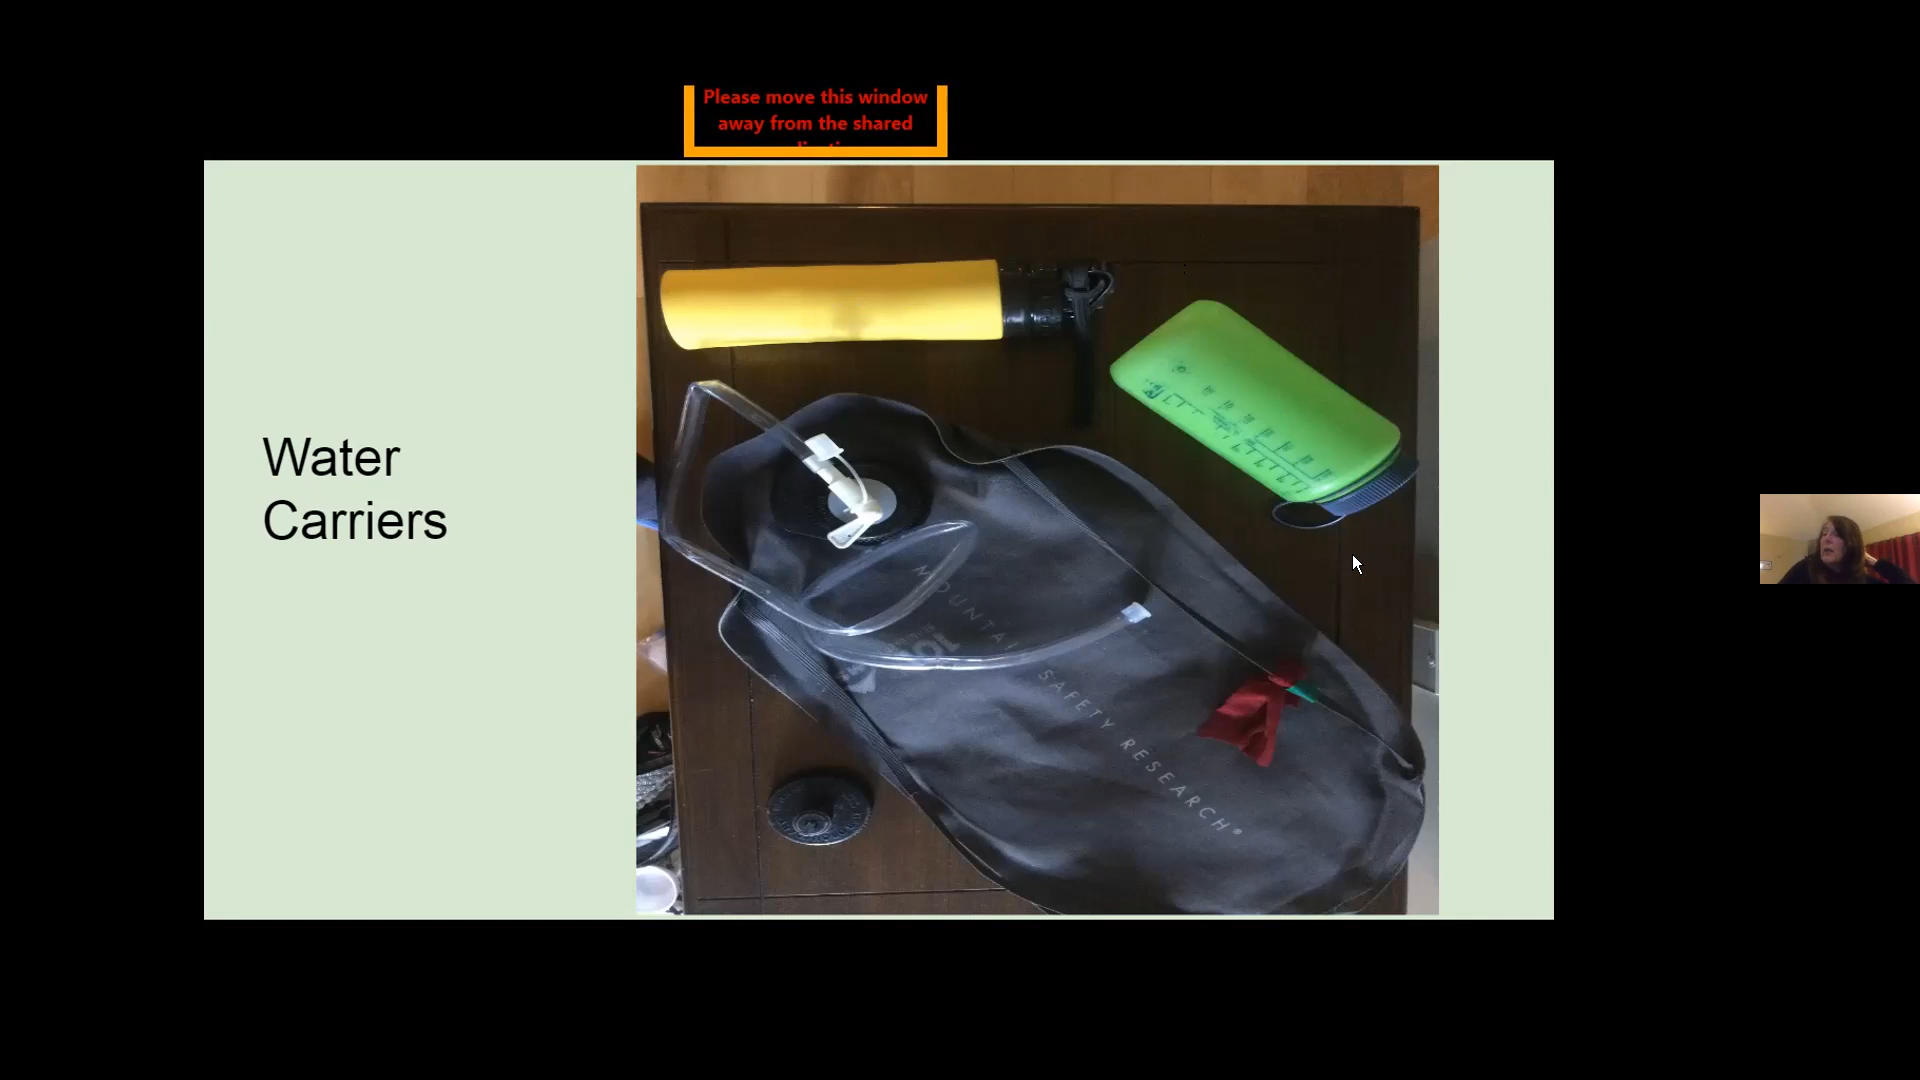 Please move this window
away from the shared
Water
Carriers
MOUNTAIN SAFETY RESEARCH®